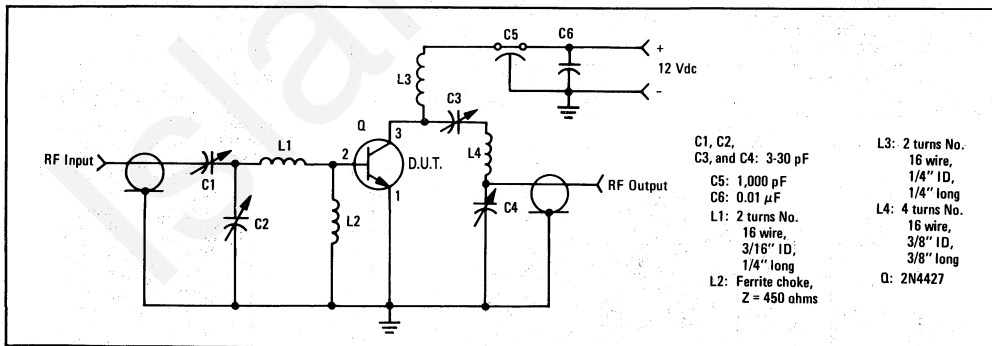 Isla
C5
C6
+
12 Vdc
-
L3
C3
Q
3
RF Input
L1
2
D.U.T.
L4
RF Output
C1
1
C2
L2
C4
C1, C2,
C3, and C4: 3-30 pF
C5: 1,000 pF
C6: 0.01 μF
L1: 2 turns No.
16 wire,
3/16" ID,
1/4" long
L2: Ferrite choke,
Z = 450 ohms
L3: 2 turns No.
16 wire,
1/4" ID,
1/4" long
L4: 4 turns No.
16 wire,
3/8" ID,
3/8" long
Q: 2N4427